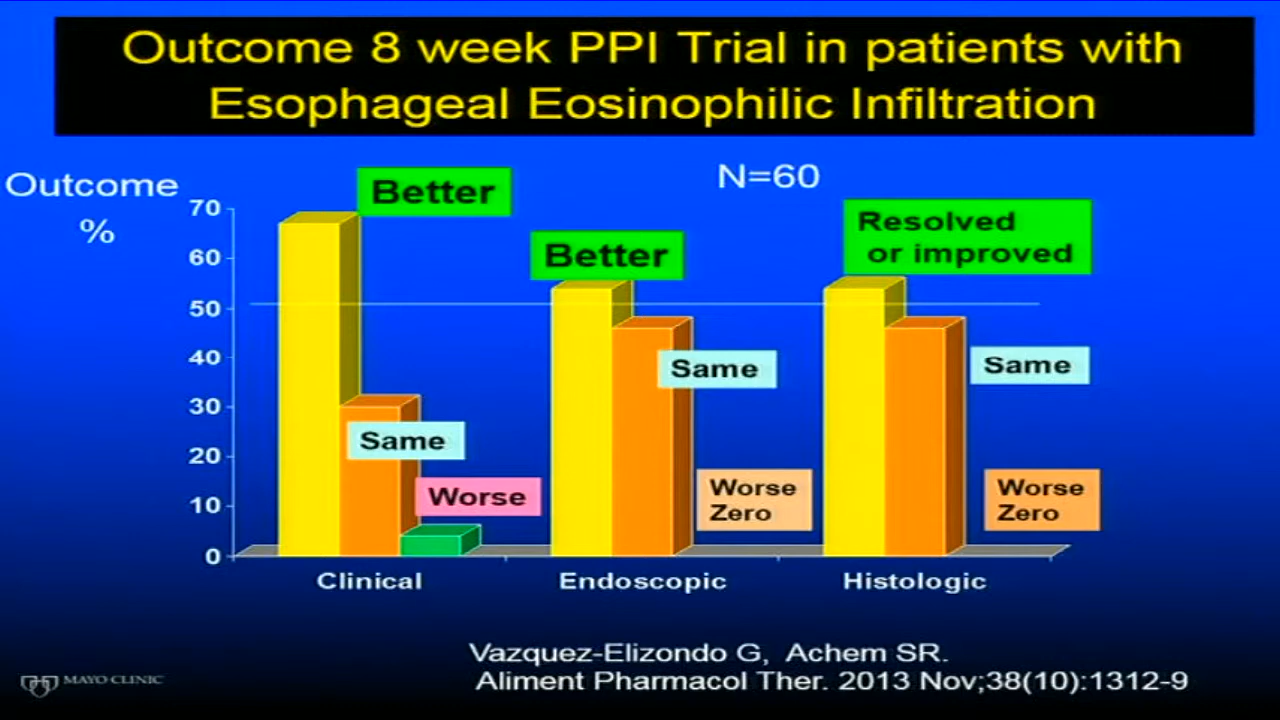 Outcome 8 week PPI Trial in patients with
Esophageal Eosinophilic Infiltration
Outcome
%
N=60
70
60
50
40
30
20
10
0
Better
Same
Worse
Better
Same
Worse
Zero
Resolved
or improved
Same
Worse
Zero
Clinical
Endoscopic
Histologic
Vazquez-Elizondo G, Achem SR.
Aliment Pharmacol Ther. 2013 Nov;38(10):1312-9
MAYO CLINIC